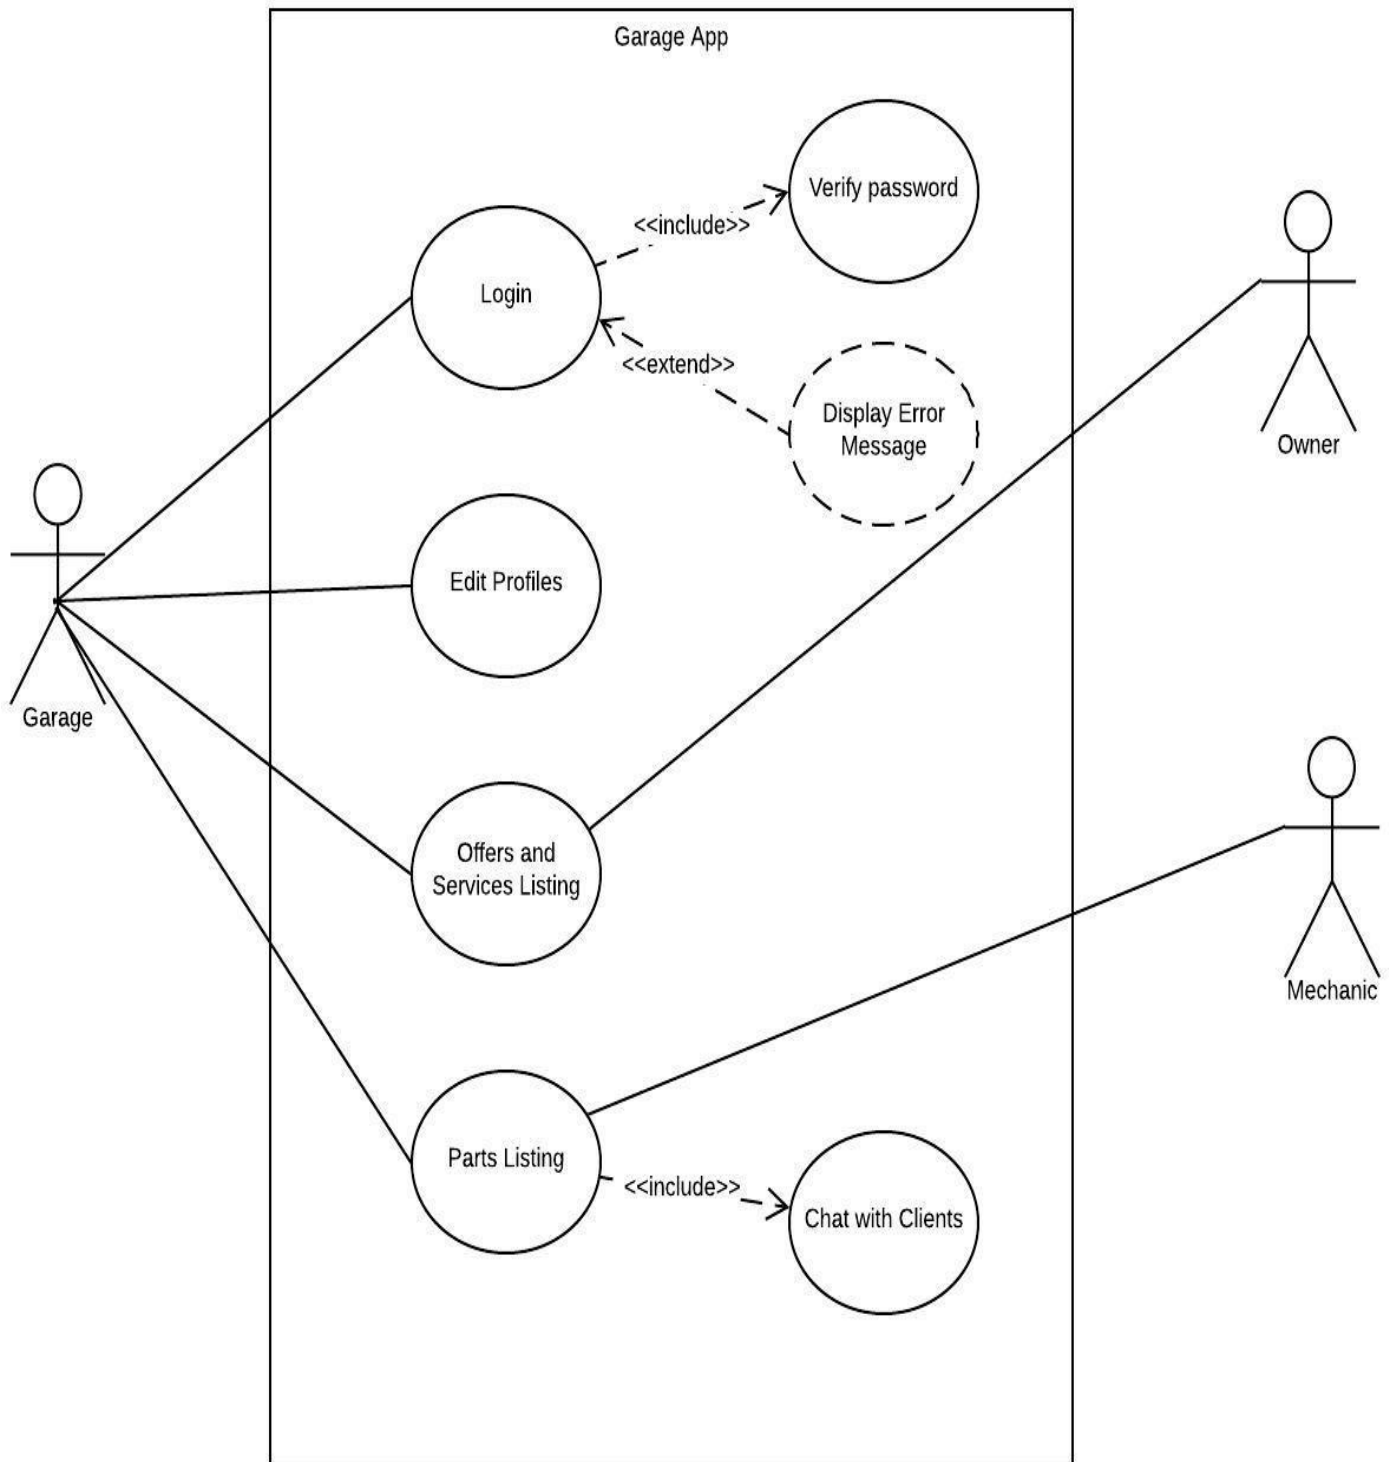 Garage App
Verify password
<<include>>
Login
<<extend>>
Display Error
Message
Owner
Edit Profiles
Garage
Offers and
Services Listing
Mechanic
Parts Listing
<<include>>
Chat with Clients